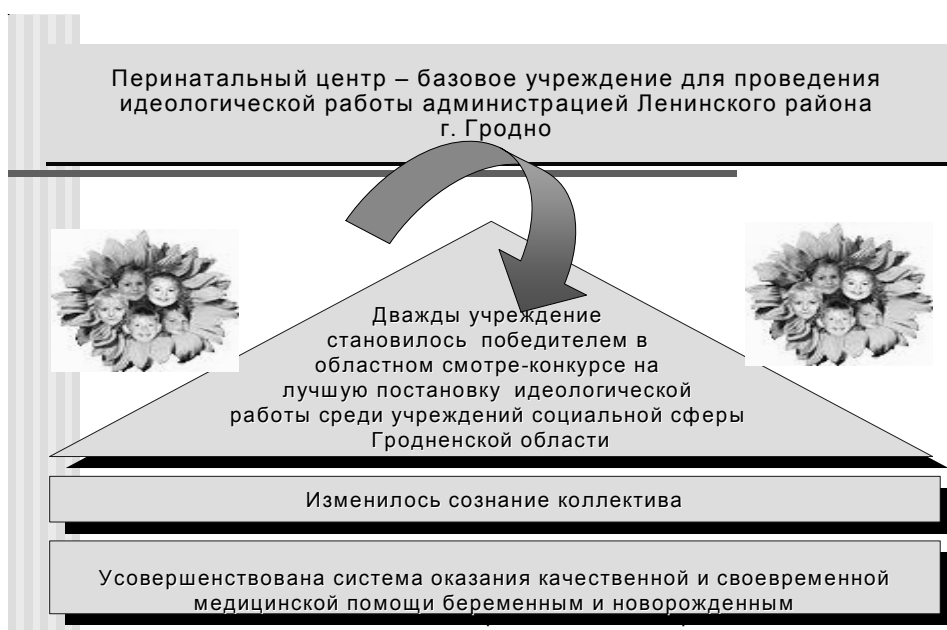 Перинатальный центр – базовое учреждение для проведения
идеологической работы администрацией Ленинского района
г. Гродно
Дважды учреждение
становилось победителем в
областном смотре-конкурсе на
лучшую постановку идеологической
работы среди учреждений социальной сферы
Гродненской области
Изменилось сознание коллектива
Усовершенствована система оказания качественной и своевременной
медицинской помощи беременным и новорожденным